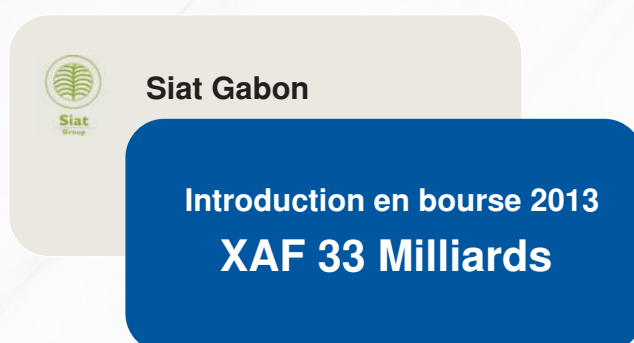 Siat
Group
Siat Gabon
Introduction en bourse 2013
XAF 33 Milliards